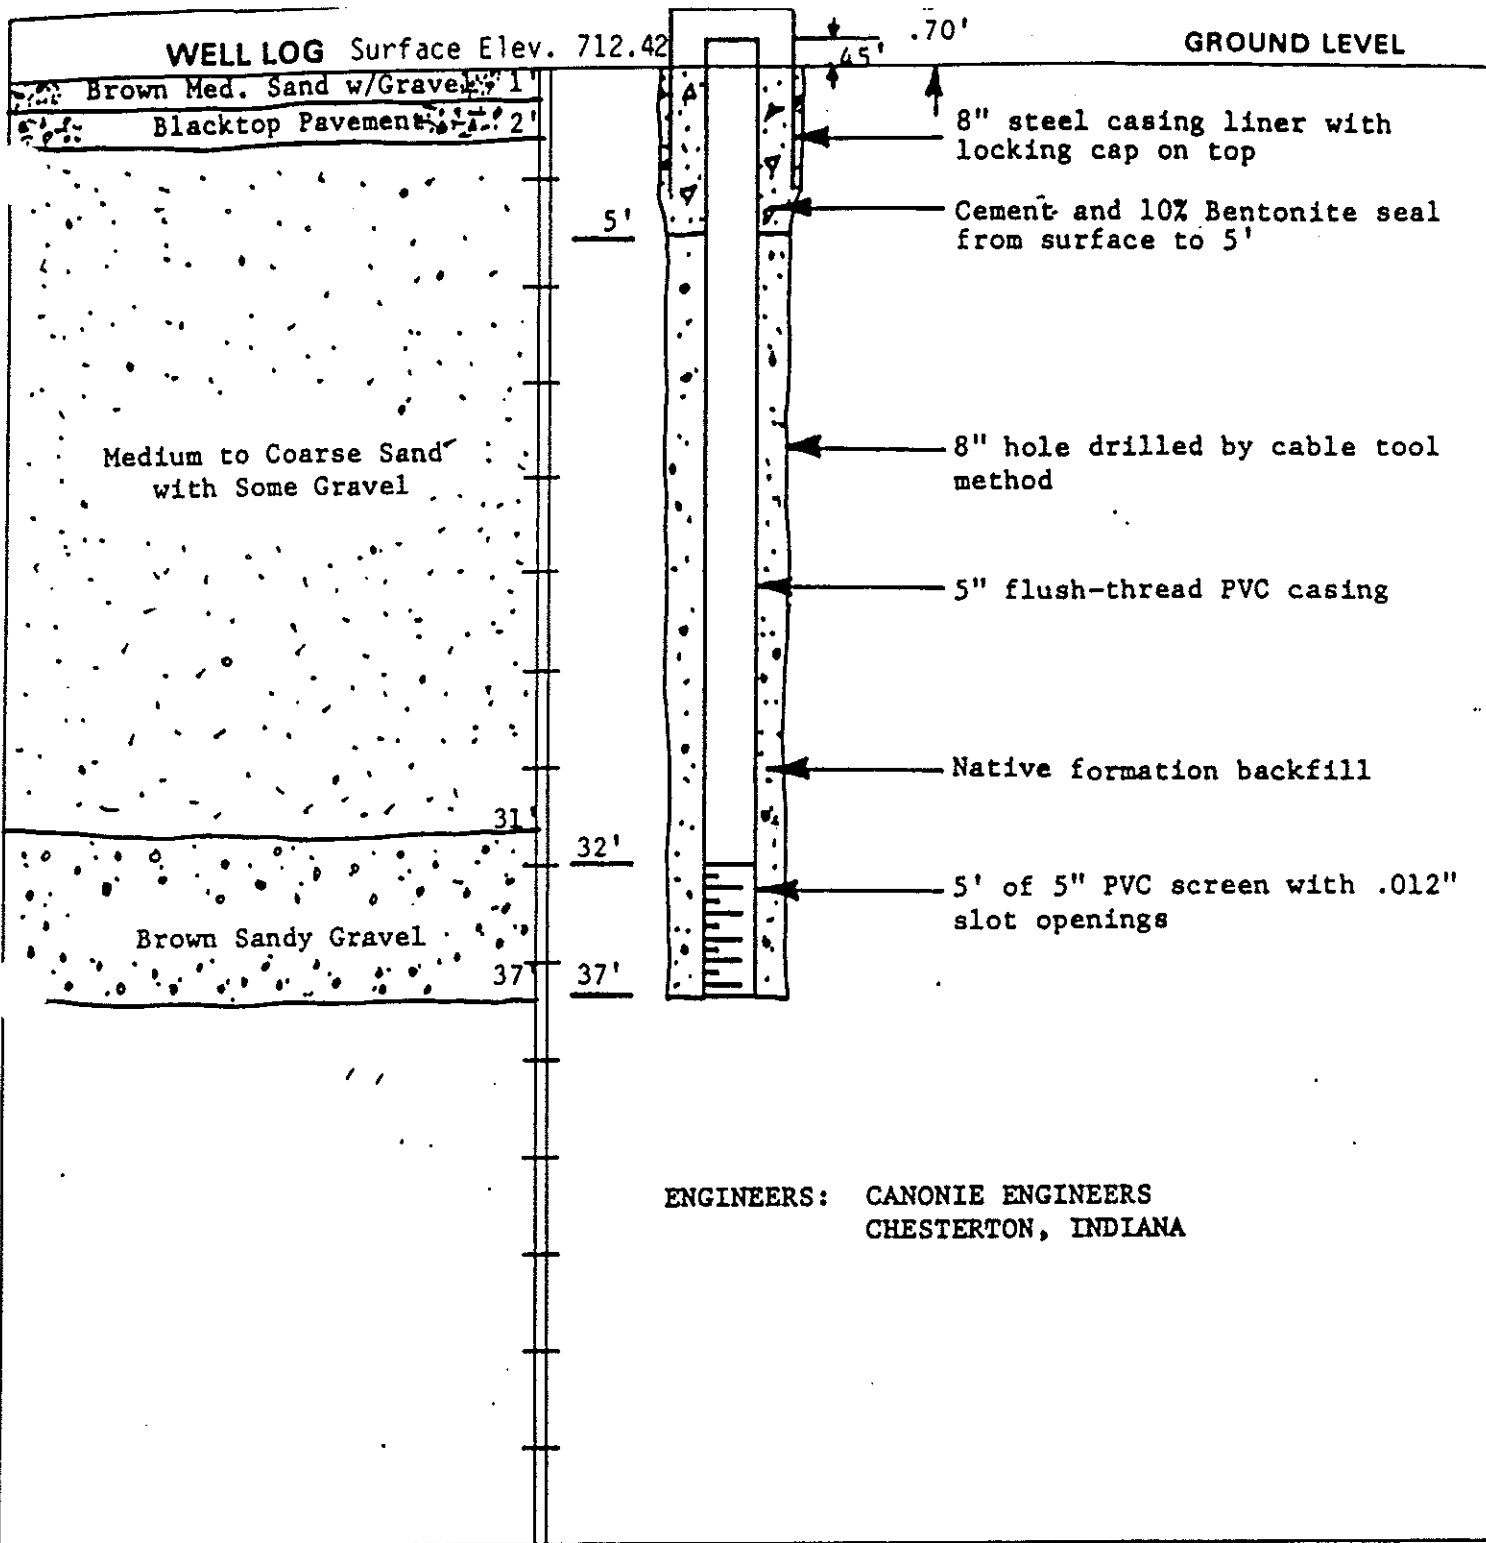 WELL LOG Surface Elev. 712.42
.70'
.45'
GROUND LEVEL
Brown Med. Sand w/Gravel 1'
Blacktop Pavement 2'
8" steel casing liner with
locking cap on top
5'
Cement and 10% Bentonite seal
from surface to 5'
Medium to Coarse Sand
with Some Gravel
8" hole drilled by cable tool
method
5" flush-thread PVC casing
Native formation backfill
31'
32'
5' of 5" PVC screen with .012"
slot openings
Brown Sandy Gravel
37'
37'
ENGINEERS: CANONIE ENGINEERS
CHESTERTON, INDIANA